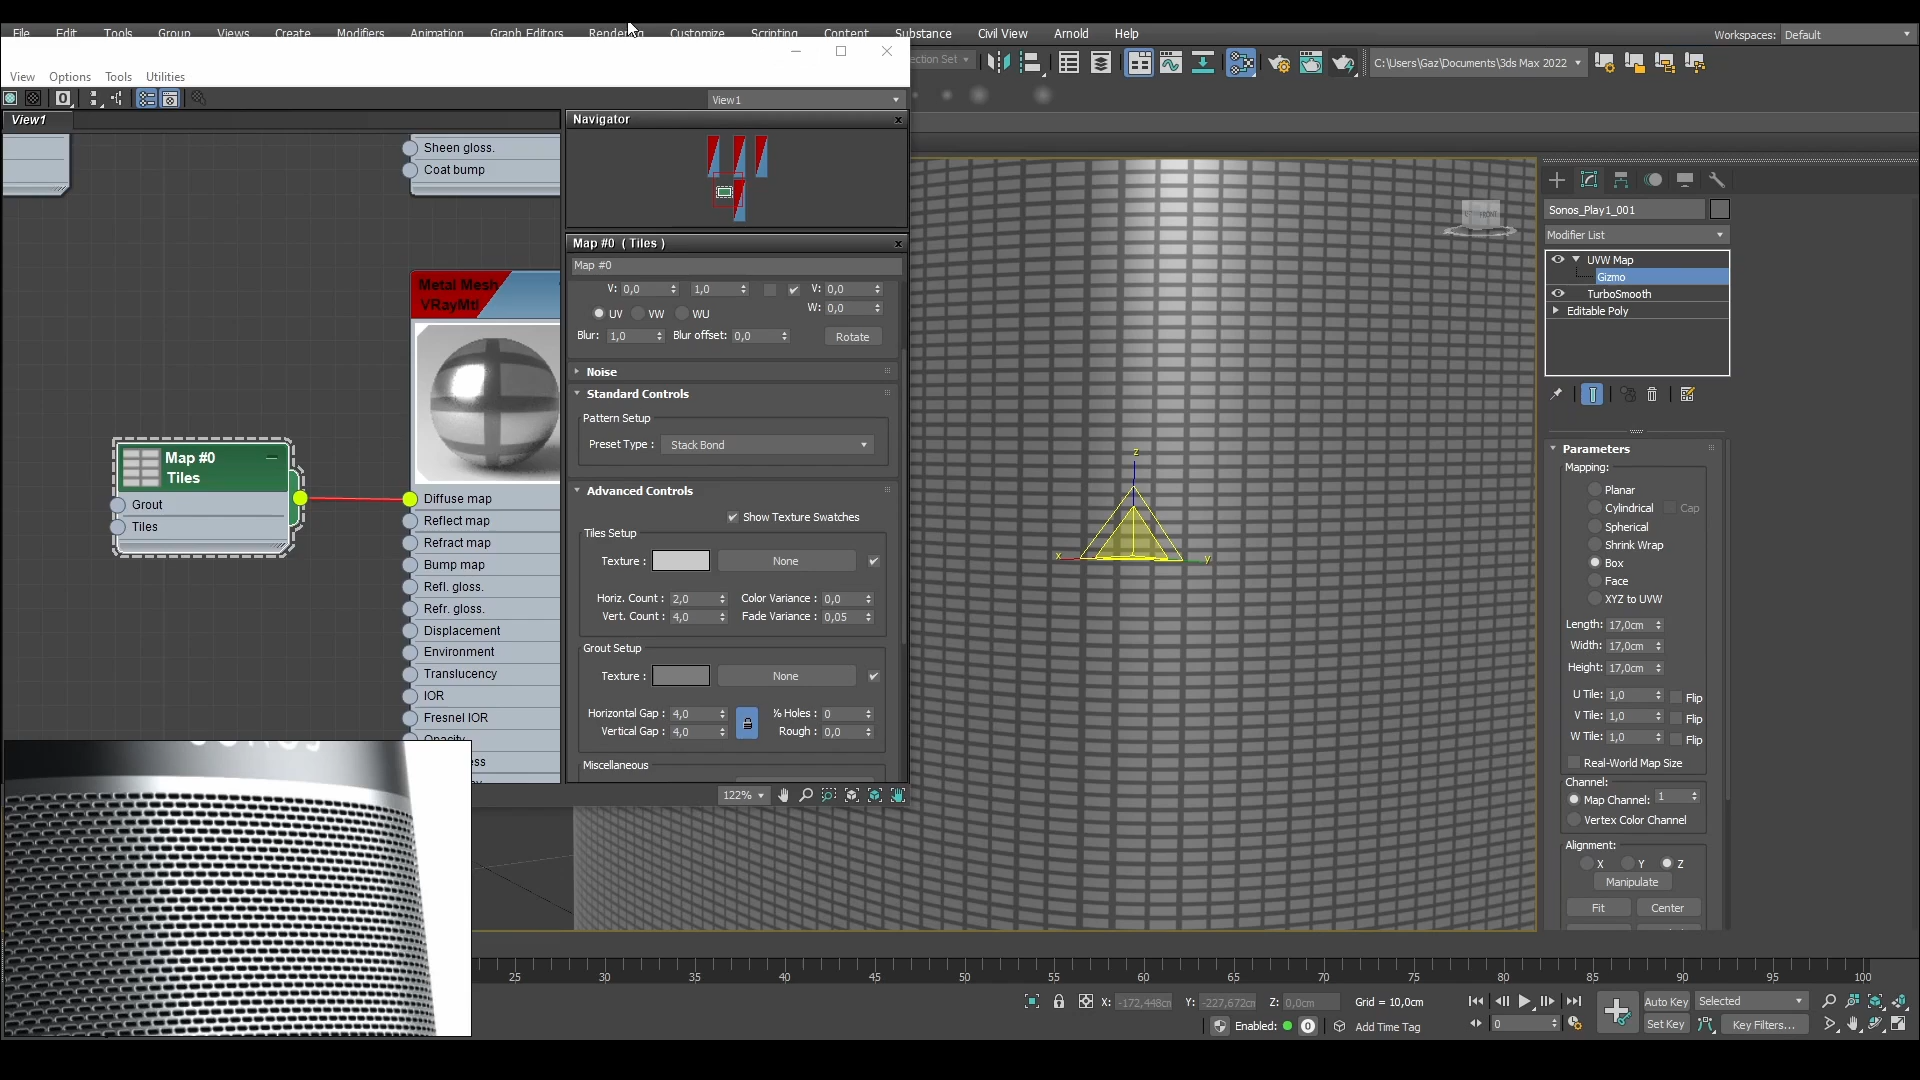 File Edit Tools Group Views Create Modifiers Animation Graph Editors Rendering Customize Scripting Content Substance Civil View Arnold Help
Workspaces: Default
View Options Tools Utilities
ection Set
C:\Users\Gaz\Documents\3ds Max 2022
View1
View1
Navigator
Sheen gloss.
Coat bump
Map #0 ( Tiles )
Map #0
V: 0,0 1,0 V: 0,0
W: 0,0
UV VW WU
Blur: 1,0 Blur offset: 0,0 Rotate
Noise
Standard Controls
Pattern Setup
Preset Type : Stack Bond
Advanced Controls
Show Texture Swatches
Tiles Setup
Texture : None
Horiz. Count : 2,0 Color Variance : 0,0
Vert. Count : 4,0 Fade Variance : 0,05
Grout Setup
Texture : None
Horizontal Gap : 4,0 % Holes : 0
Vertical Gap : 4,0 Rough : 0,0
Miscellaneous
122%
Metal Mesh
VRayMtl
Map #0
Tiles
Grout
Tiles
Diffuse map
Reflect map
Refract map
Bump map
Refl. gloss.
Refr. gloss.
Displacement
Environment
Translucency
IOR
Fresnel IOR
Opacity
ess
z
x
y
FRONT
Sonos_Play1_001
Modifier List
UVW Map
Gizmo
TurboSmooth
Editable Poly
Parameters
Mapping:
Planar
Cylindrical Cap
Spherical
Shrink Wrap
Box
Face
XYZ to UVW
Length: 17,0cm
Width: 17,0cm
Height: 17,0cm
U Tile: 1,0 Flip
V Tile: 1,0 Flip
W Tile: 1,0 Flip
Real-World Map Size
Channel:
Map Channel: 1
Vertex Color Channel
Alignment:
X Y Z
Manipulate
Fit Center
25 30 35 40 45 50 55 60 65 70 75 80 85 90 95 100
X: -172,448cm Y: -227,672cm Z: 0,0cm Grid = 10,0cm
Auto Key Selected
Enabled: 0 Add Time Tag
0
Set Key Key Filters...